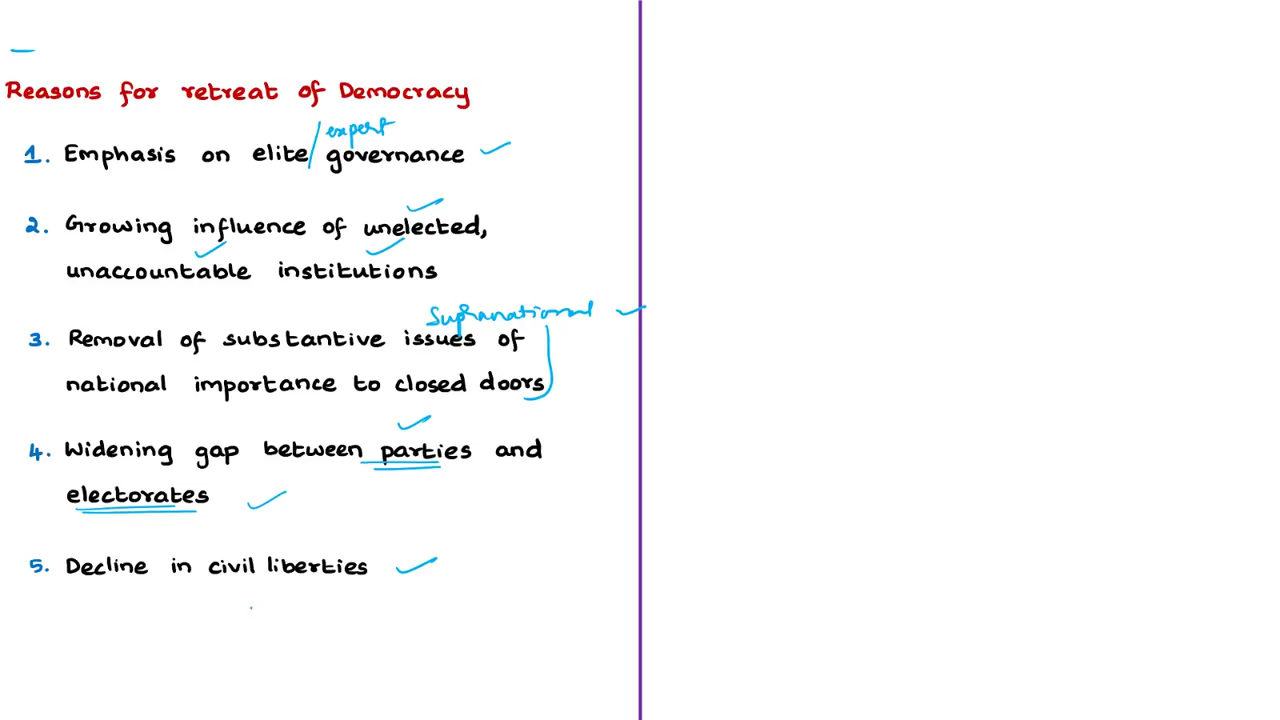 Reasons for retreat of Democracy
expert
1. Emphasis on elite/governance
2. Growing influence of unelected,
unaccountable institutions
Supranational
3. Removal of substantive issues of
national importance to closed doors
4. Widening gap between parties and
electorates
5. Decline in civil liberties